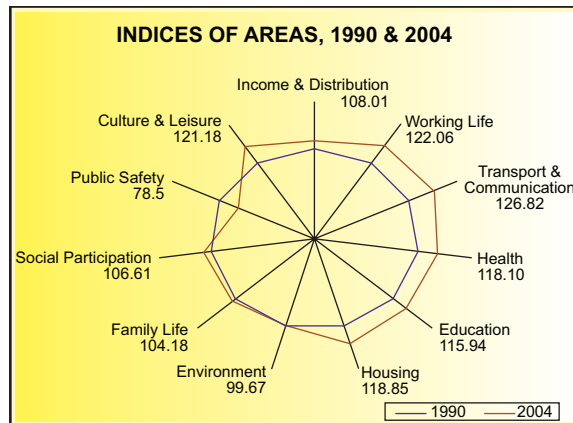 INDICES OF AREAS, 1990 & 2004
Income & Distribution
108.01
Working Life
122.06
Transport &
Communication
126.82
Health
118.10
Education
115.94
Housing
118.85
Environment
99.67
Family Life
104.18
Social Participation
106.61
Public Safety
78.5
Culture & Leisure
121.18
1990
2004